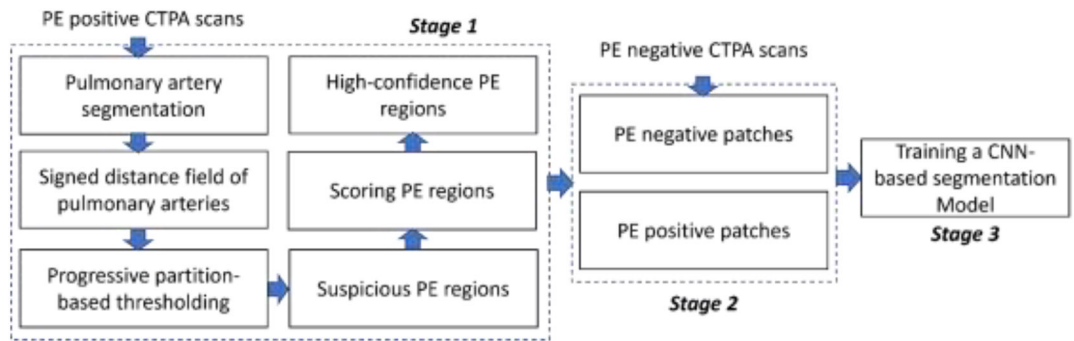 PE positive CTPA scans
Stage 1
Pulmonary artery
segmentation
Signed distance field of
pulmonary arteries
Progressive partition-
based thresholding
Suspicious PE regions
Scoring PE regions
High-confidence PE
regions
PE negative CTPA scans
PE negative patches
PE positive patches
Stage 2
Training a CNN-
based segmentation
Model
Stage 3